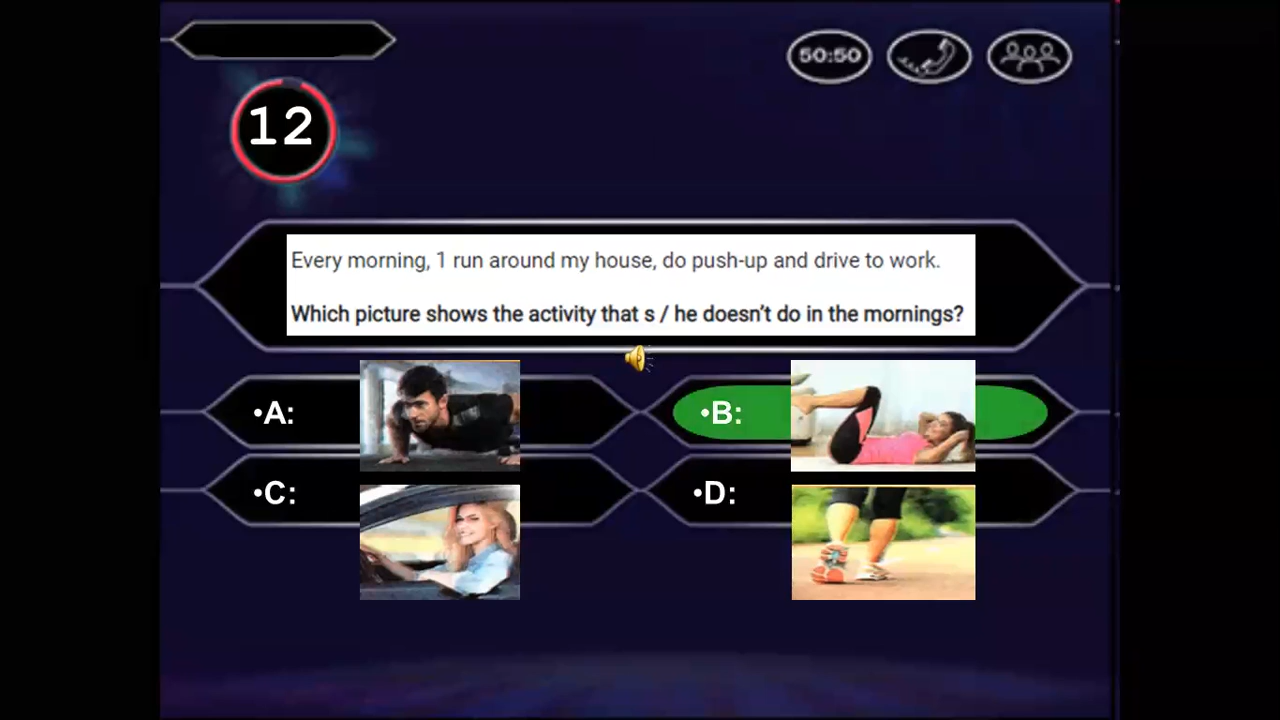 50:50
12
Every morning, 1 run around my house, do push-up and drive to work.
Which picture shows the activity that s / he doesn’t do in the mornings?
•A:
•B:
•C:
•D: